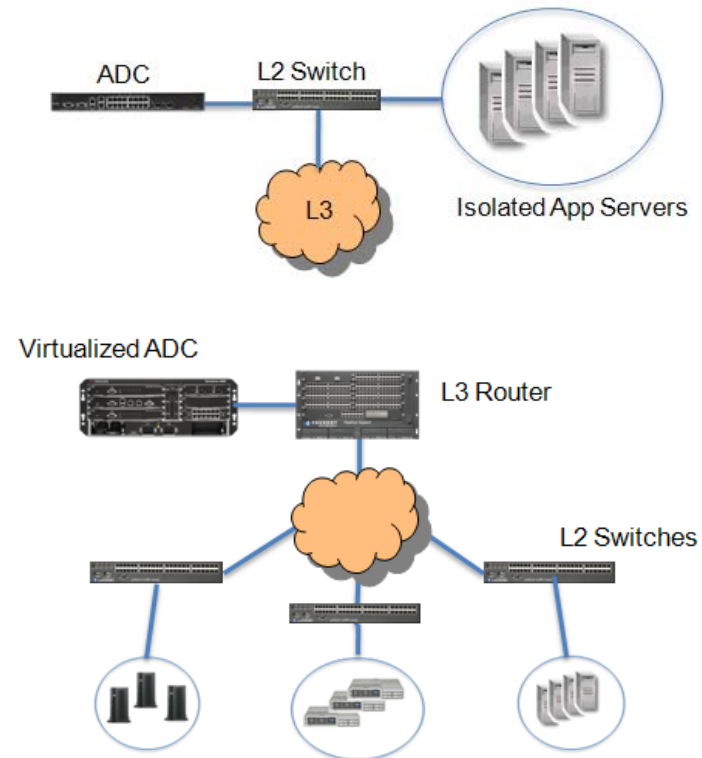 ADC
L2 Switch
L3
Isolated App Servers
Virtualized ADC
L3 Router
L2 Switches